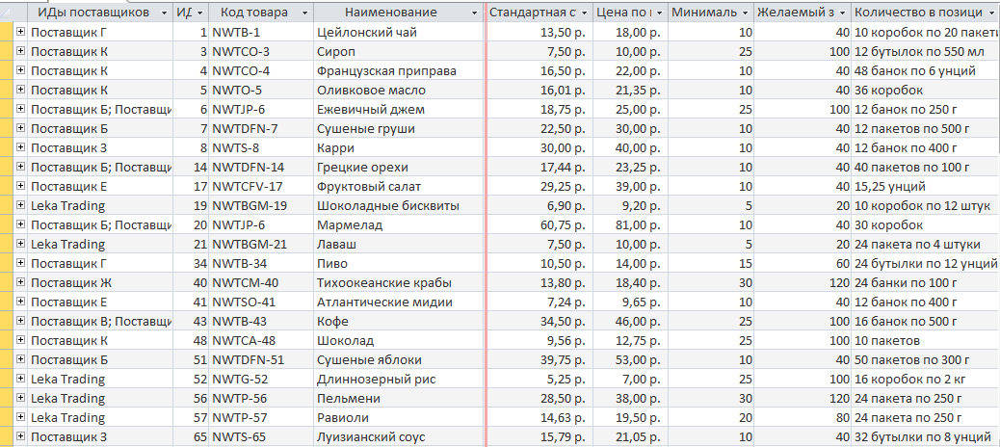 ИДы поставщиков ИД Код товара Наименование Стандартная с Цена по Минималь Желаемый з Количество в позици
Поставщик Г 1 NWTB-1 Цейлонский чай 13,50 р. 18,00 р. 10 40 10 коробок по 20 пакети
Поставщик К 3 NWTCO-3 Сироп 7,50 р. 10,00 р. 25 100 12 бутылок по 550 мл
Поставщик К 4 NWTCO-4 Французская приправа 16,50 р. 22,00 р. 10 40 48 банок по 6 унций
Поставщик К 5 NWTO-5 Оливковое масло 16,01 р. 21,35 р. 10 40 36 коробок
Поставщик Б; Поставщи 6 NWTJP-6 Ежевичный джем 18,75 р. 25,00 р. 25 100 12 банок по 250 г
Поставщик Б 7 NWTDFN-7 Сушеные груши 22,50 р. 30,00 р. 10 40 12 пакетов по 500 г
Поставщик З 8 NWTS-8 Карри 30,00 р. 40,00 р. 10 40 12 банок по 400 г
Поставщик Б; Поставщи 14 NWTDFN-14 Грецкие орехи 17,44 р. 23,25 р. 10 40 40 пакетов по 100 г
Поставщик Е 17 NWTCFV-17 Фруктовый салат 29,25 р. 39,00 р. 10 40 15,25 унций
Leka Trading 19 NWTBGM-19 Шоколадные бисквиты 6,90 р. 9,20 р. 5 20 10 коробок по 12 штук
Поставщик Б; Поставщи 20 NWTJP-6 Мармелад 60,75 р. 81,00 р. 10 40 30 коробок
Leka Trading 21 NWTBGM-21 Лаваш 7,50 р. 10,00 р. 5 20 24 пакета по 4 штуки
Поставщик Г 34 NWTB-34 Пиво 10,50 р. 14,00 р. 15 60 24 бутылки по 12 унций
Поставщик Ж 40 NWTCM-40 Тихоокеанские крабы 13,80 р. 18,40 р. 30 120 24 банки по 100 г
Поставщик Е 41 NWTSO-41 Атлантические мидии 7,24 р. 9,65 р. 10 40 12 банок по 400 г
Поставщик В; Поставщи 43 NWTB-43 Кофе 34,50 р. 46,00 р. 25 100 16 банок по 500 г
Поставщик К 48 NWTCA-48 Шоколад 9,56 р. 12,75 р. 25 100 10 пакетов
Поставщик Б 51 NWTDFN-51 Сушеные яблоки 39,75 р. 53,00 р. 10 40 50 пакетов по 300 г
Leka Trading 52 NWTG-52 Длиннозерный рис 5,25 р. 7,00 р. 25 100 16 коробок по 2 кг
Leka Trading 56 NWTP-56 Пельмени 28,50 р. 38,00 р. 30 120 24 пакета по 250 г
Leka Trading 57 NWTP-57 Равиоли 14,63 р. 19,50 р. 20 80 24 пакета по 250 г
Поставщик З 65 NWTS-65 Луизианский соус 15,79 р. 21,05 р. 10 40 32 бутылки по 8 унций